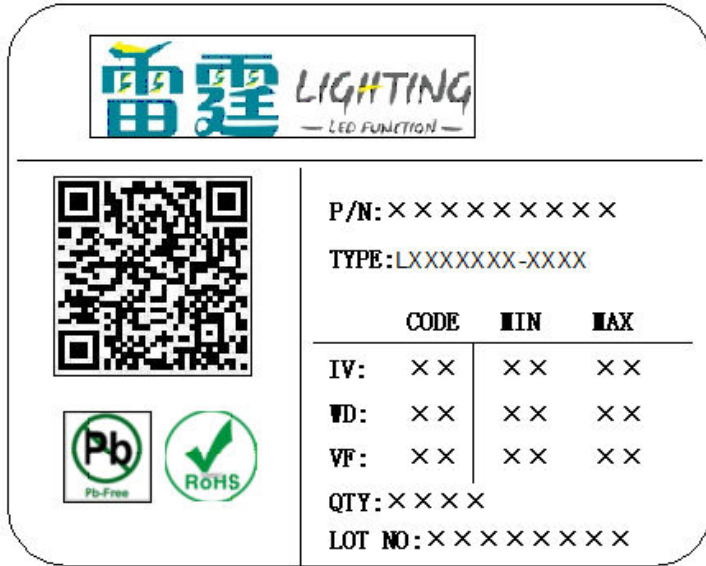 雷霆 LIGHTING
— LED FUNCTION —
P/N:×××××××××
TYPE:LXXXXXXX-XXXX
CODE MIN MAX
IV: ×× ×× ××
WD: ×× ×× ××
VF: ×× ×× ××
QTY:××××
LOT NO:××××××××
Pb
Pb-Free
RoHS